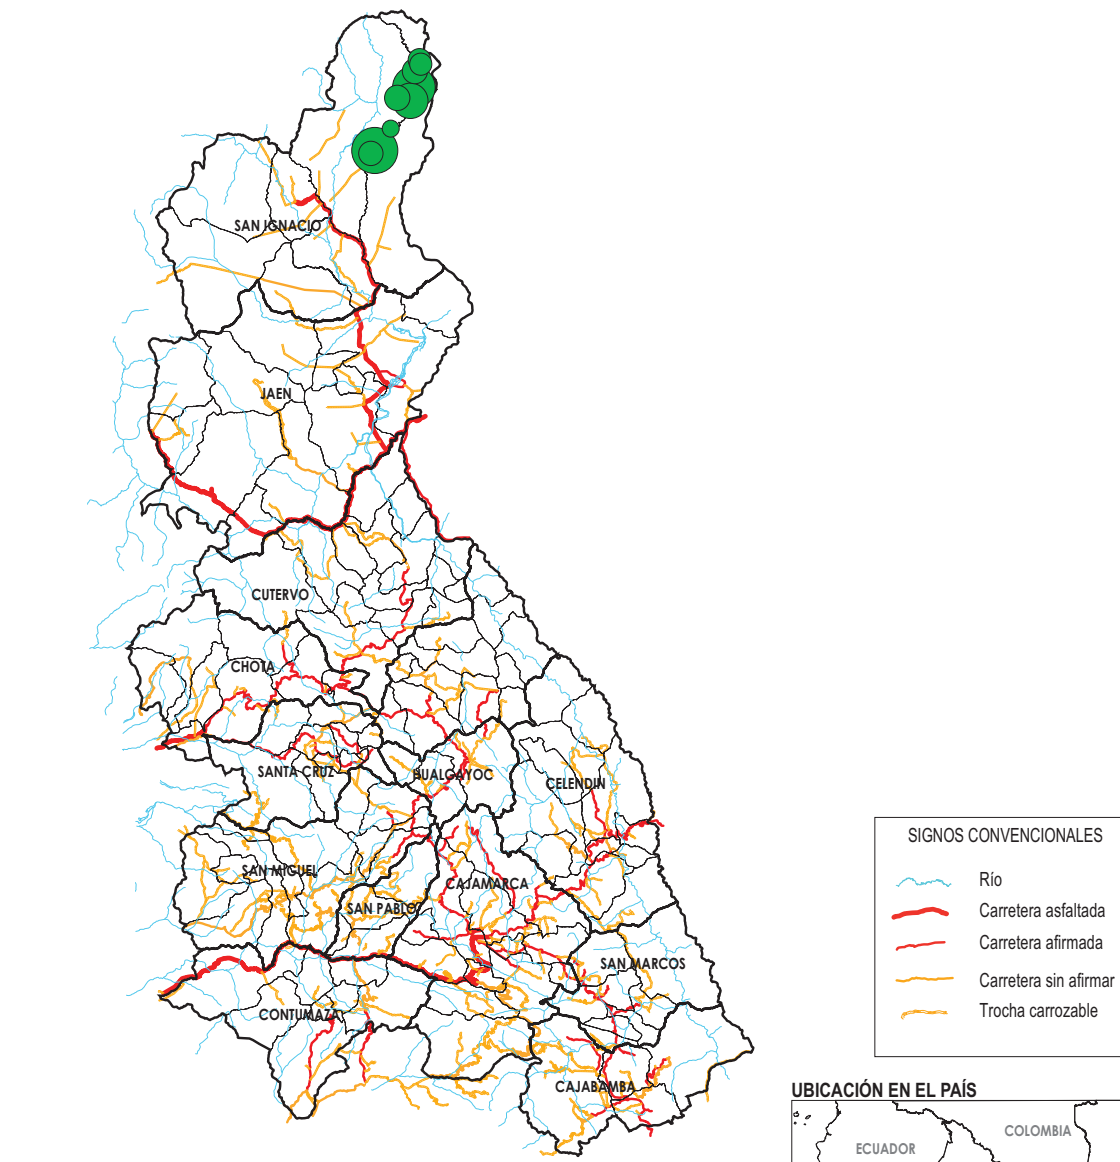 SAN IGNACIO
JAEN
CUTERVO
CHOTA
SANTA CRUZ
HUALGAYOC
CELENDIN
SAN MIGUEL
CAJAMARCA
SAN PABLO
SAN MARCOS
CONTUMAZA
CAJABAMBA
SIGNOS CONVENCIONALES
Río
Carretera asfaltada
Carretera afirmada
Carretera sin afirmar
Trocha carrozable
UBICACIÓN EN EL PAÍS
COLOMBIA
ECUADOR